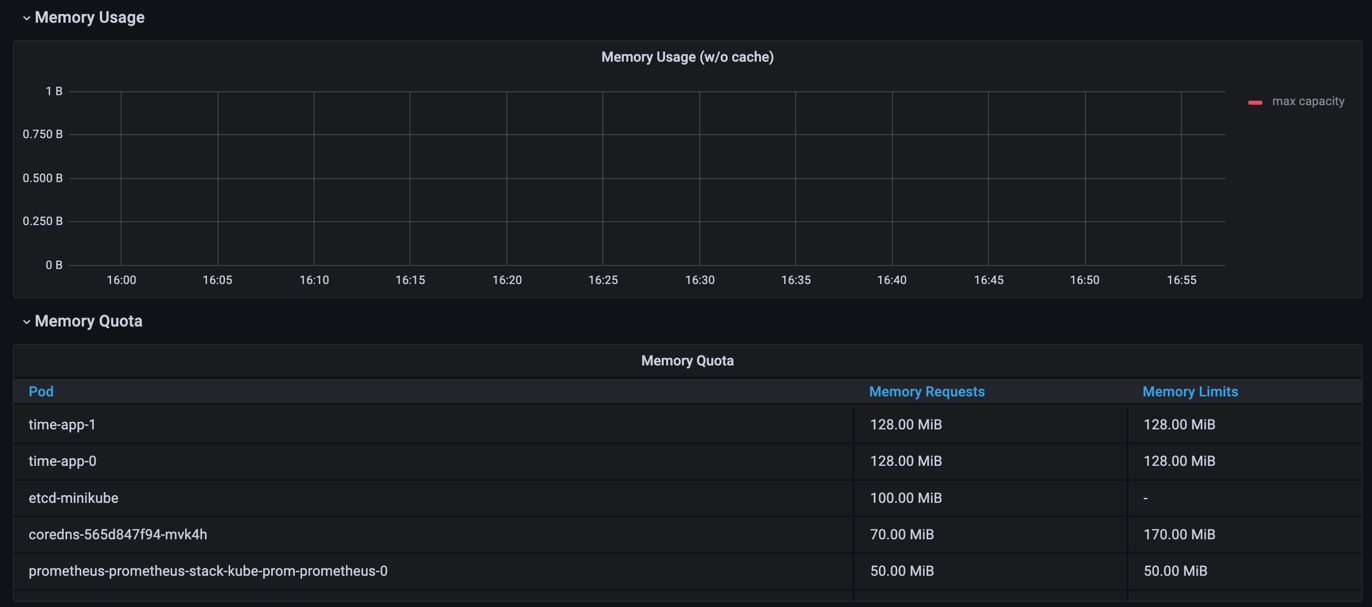 Memory Usage
Memory Usage (w/o cache)
1 B
0.750 B
0.500 B
0.250 B
0 B
16:00 16:05 16:10 16:15 16:20 16:25 16:30 16:35 16:40 16:45 16:50 16:55
max capacity
Memory Quota
Memory Quota
Pod Memory Requests Memory Limits
time-app-1 128.00 MiB 128.00 MiB
time-app-0 128.00 MiB 128.00 MiB
etcd-minikube 100.00 MiB -
coredns-565d847f94-mvk4h 70.00 MiB 170.00 MiB
prometheus-prometheus-stack-kube-prom-prometheus-0 50.00 MiB 50.00 MiB